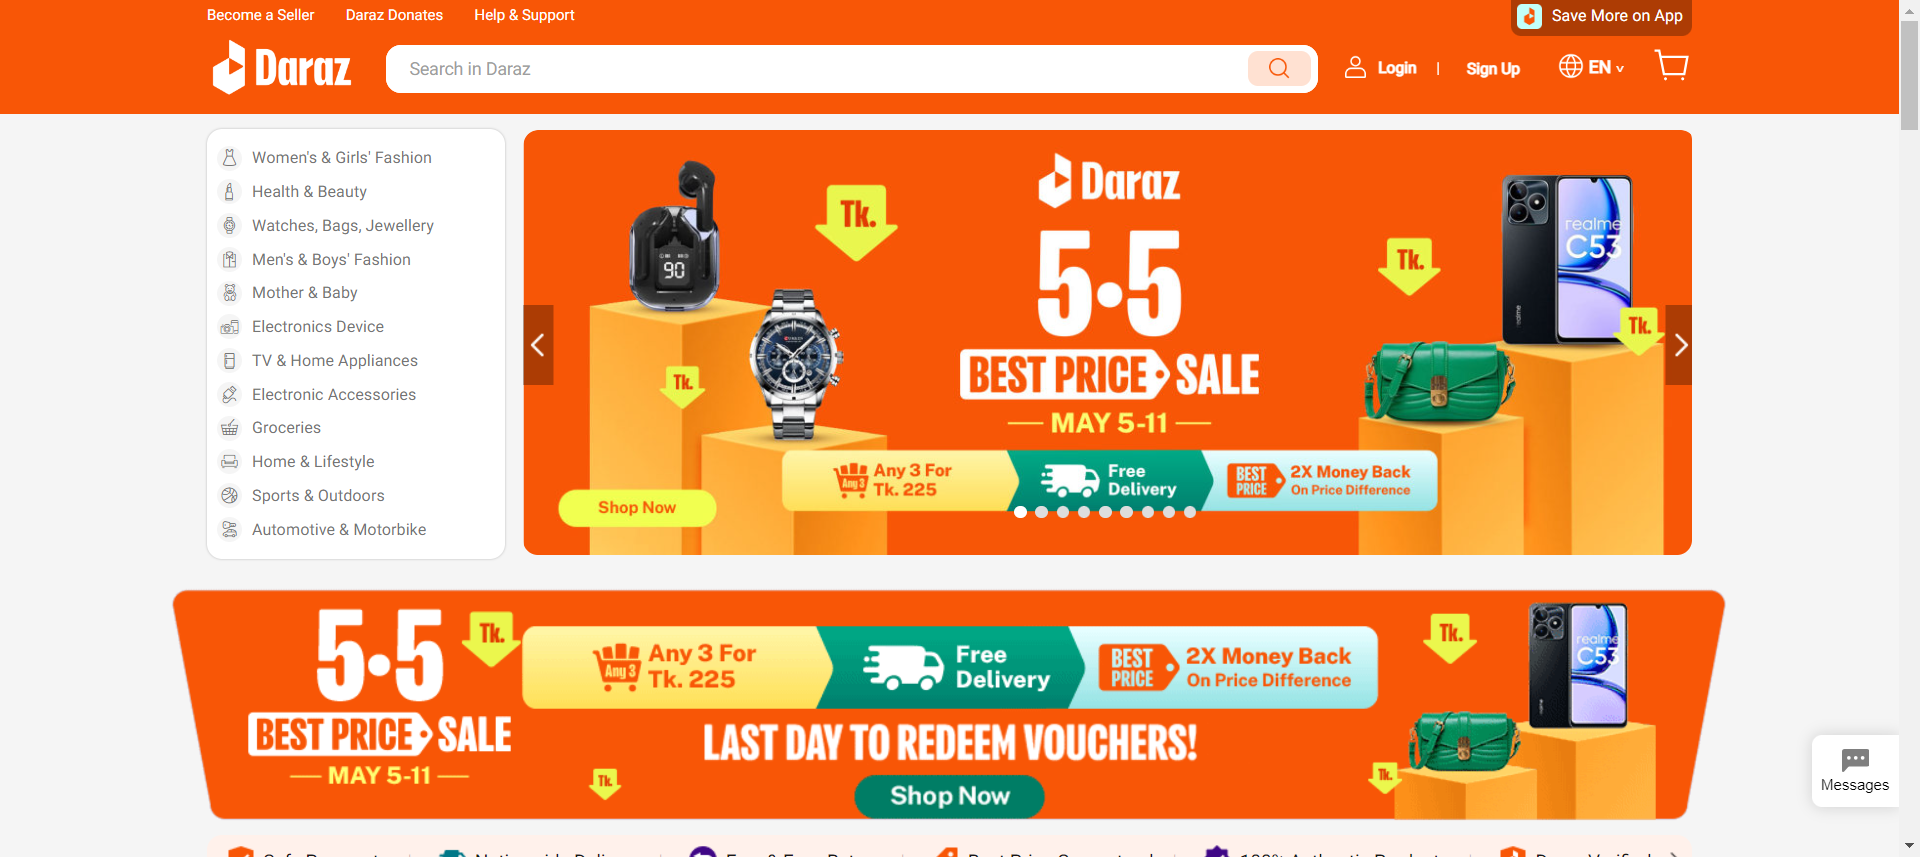 Become a Seller
Daraz Donates
Help & Support
Save More on App
Daraz
Search in Daraz
Login | Sign Up
EN
Women's & Girls' Fashion
Health & Beauty
Watches, Bags, Jewellery
Men's & Boys' Fashion
Mother & Baby
Electronics Device
TV & Home Appliances
Electronic Accessories
Groceries
Home & Lifestyle
Sports & Outdoors
Automotive & Motorbike
Daraz
5.5
BEST PRICE SALE
MAY 5-11
Tk.
Tk.
Tk.
Tk.
90
realme
C53
realme
Any 3
Any 3 For
Tk. 225
Free
Delivery
BEST
PRICE
2X Money Back
On Price Difference
Shop Now
5.5
BEST PRICE SALE
MAY 5-11
Tk.
Any 3
Any 3 For
Tk. 225
Free
Delivery
BEST
PRICE
2X Money Back
On Price Difference
LAST DAY TO REDEEM VOUCHERS!
Shop Now
Tk.
Tk.
Tk.
realme
C53
Messages